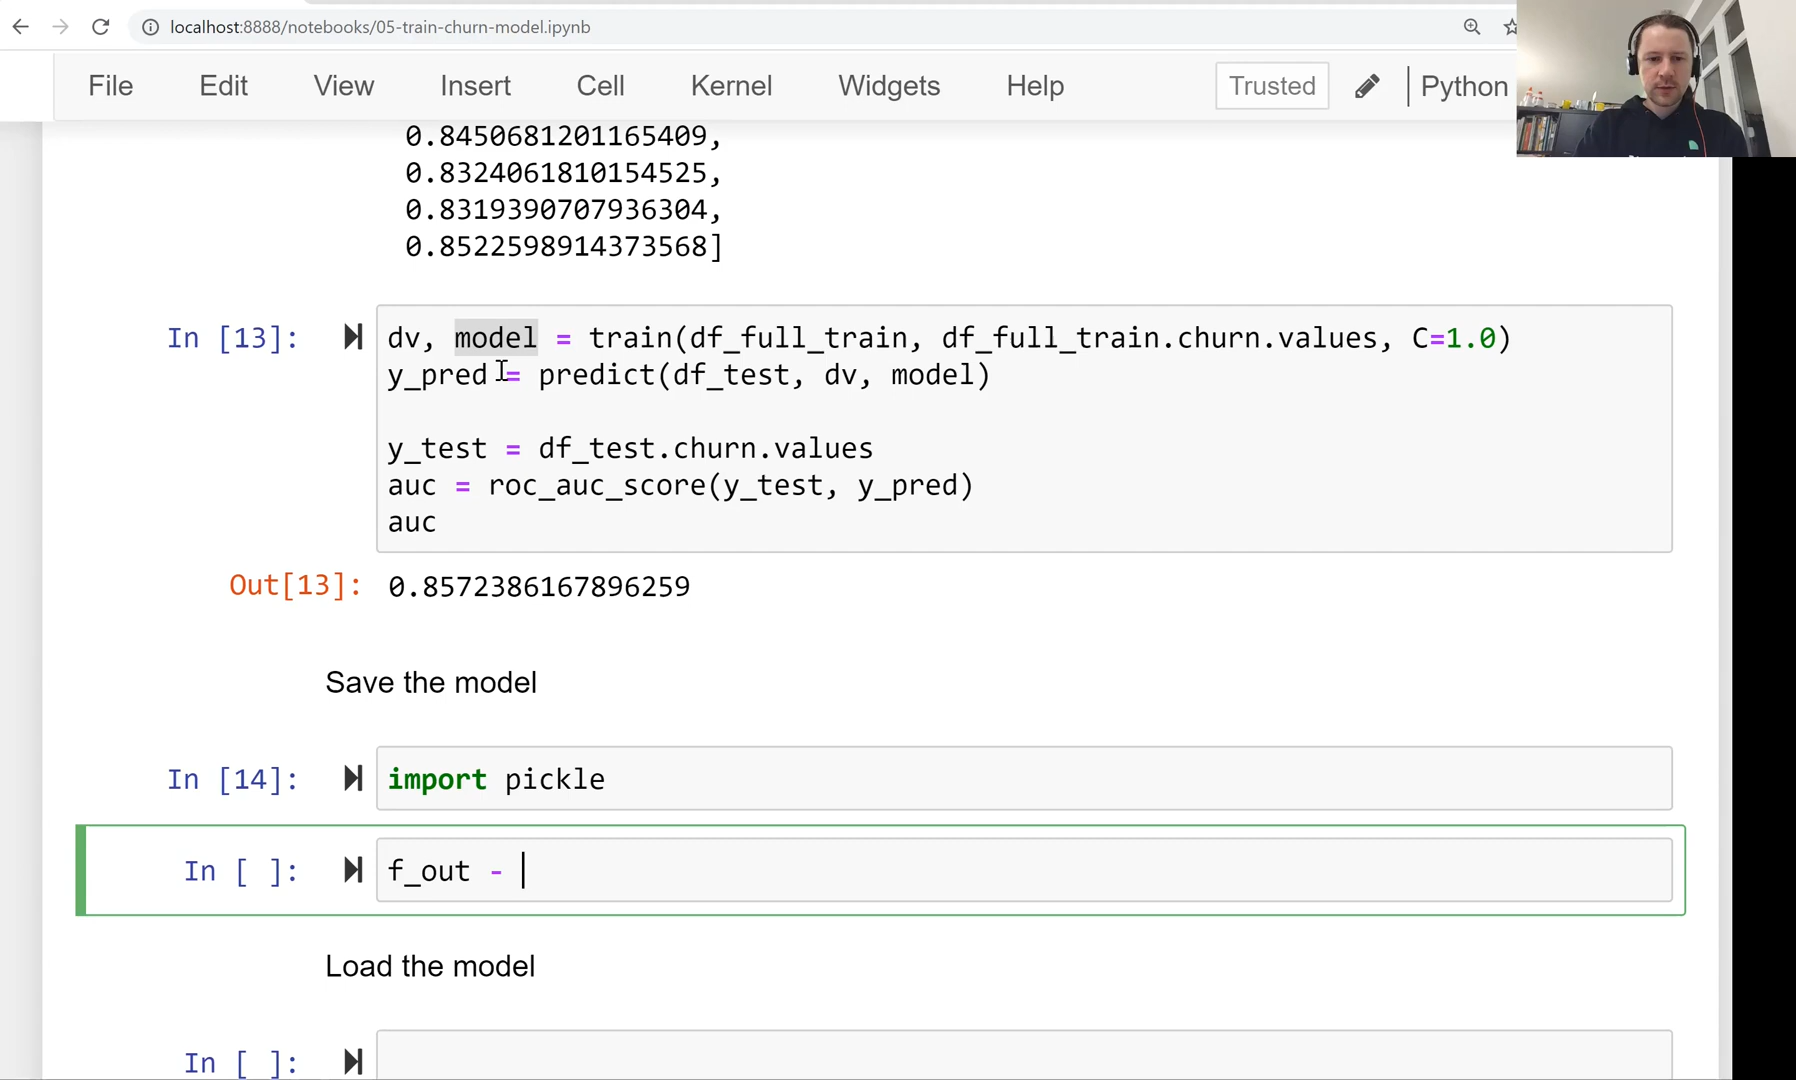 localhost:8888/notebooks/05-train-churn-model.ipynb
File Edit View Insert Cell Kernel Widgets Help Trusted Python
0.8450681201165409,
0.8324061810154525,
0.8319390707936304,
0.8522598914373568]
In [13]: dv, model = train(df_full_train, df_full_train.churn.values, C=1.0)
y_pred = predict(df_test, dv, model)
y_test = df_test.churn.values
auc = roc_auc_score(y_test, y_pred)
auc
Out[13]: 0.8572386167896259
Save the model
In [14]: import pickle
In [ ]: f_out -
Load the model
In [ ]: